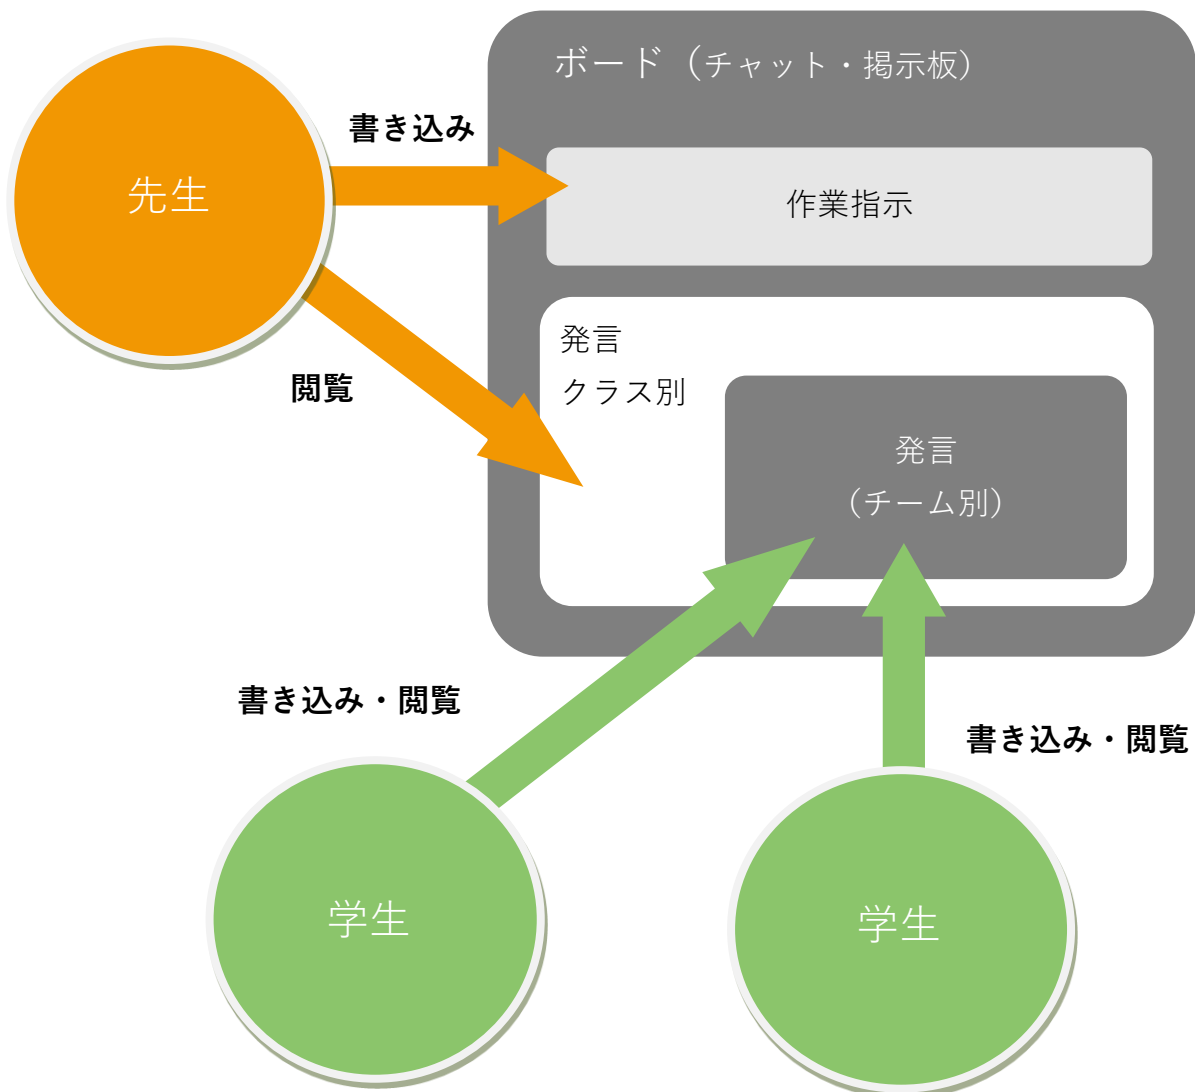 ボード（チャット・掲示板）
書き込み
先生
作業指示
発言
クラス別
閲覧
発言
（チーム別）
書き込み・閲覧
書き込み・閲覧
学生
学生